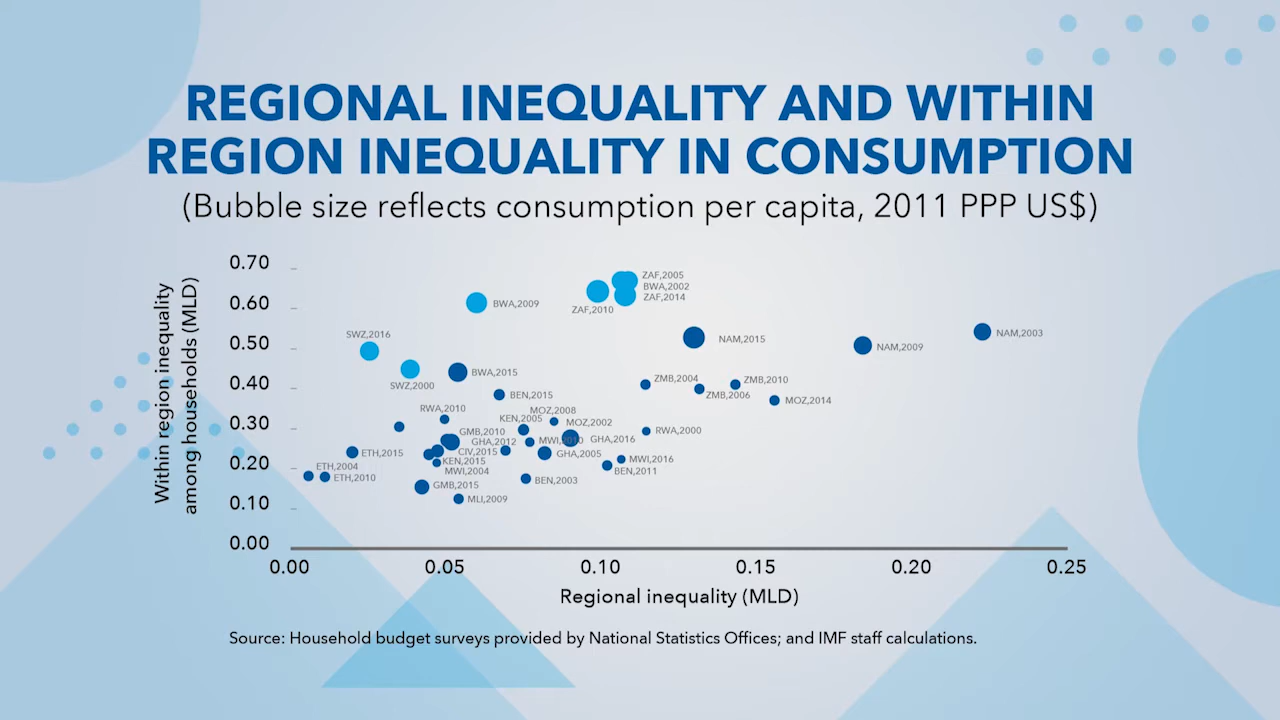 REGIONAL INEQUALITY AND WITHIN
REGION INEQUALITY IN CONSUMPTION
(Bubble size reflects consumption per capita, 2011 PPP US$)
Within region inequality
among households (MLD)
0.70
0.60
0.50
0.40
0.30
0.20
0.10
0.00
ZAF,2005
BWA,2002
ZAF,2014
ZAF,2010
BWA,2009
SWZ,2016
SWZ,2000
NAM,2015
NAM,2009
NAM,2003
BWA,2015
ZMB,2004
ZMB,2010
ZMB,2006
MOZ,2014
BEN,2015
RWA,2010
MOZ,2008
KEN,2005
MOZ,2002
RWA,2000
GMB,2010
GHA,2012
MWI,2010
GHA,2016
ETH,2015
CIV,2015
GHA,2005
KEN,2015
MWI,2016
ETH,2004
MWI,2004
BEN,2011
ETH,2010
GMB,2015
BEN,2003
MLI,2009
0.00
0.05
0.10
0.15
0.20
0.25
Regional inequality (MLD)
Source: Household budget surveys provided by National Statistics Offices; and IMF staff calculations.